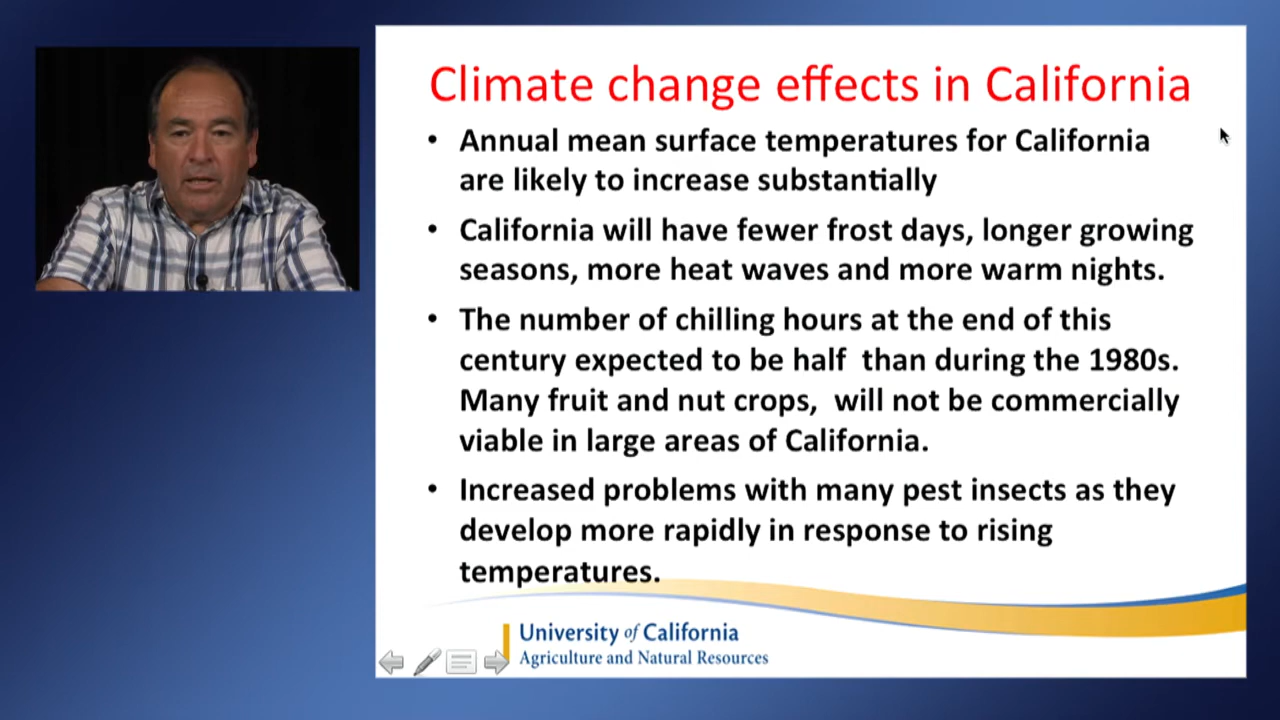 Climate change effects in California
• Annual mean surface temperatures for California
are likely to increase substantially
• California will have fewer frost days, longer growing
seasons, more heat waves and more warm nights.
• The number of chilling hours at the end of this
century expected to be half  than during the 1980s.
Many fruit and nut crops,  will not be commercially
viable in large areas of California.
• Increased problems with many pest insects as they
develop more rapidly in response to rising
temperatures.
University of California
Agriculture and Natural Resources